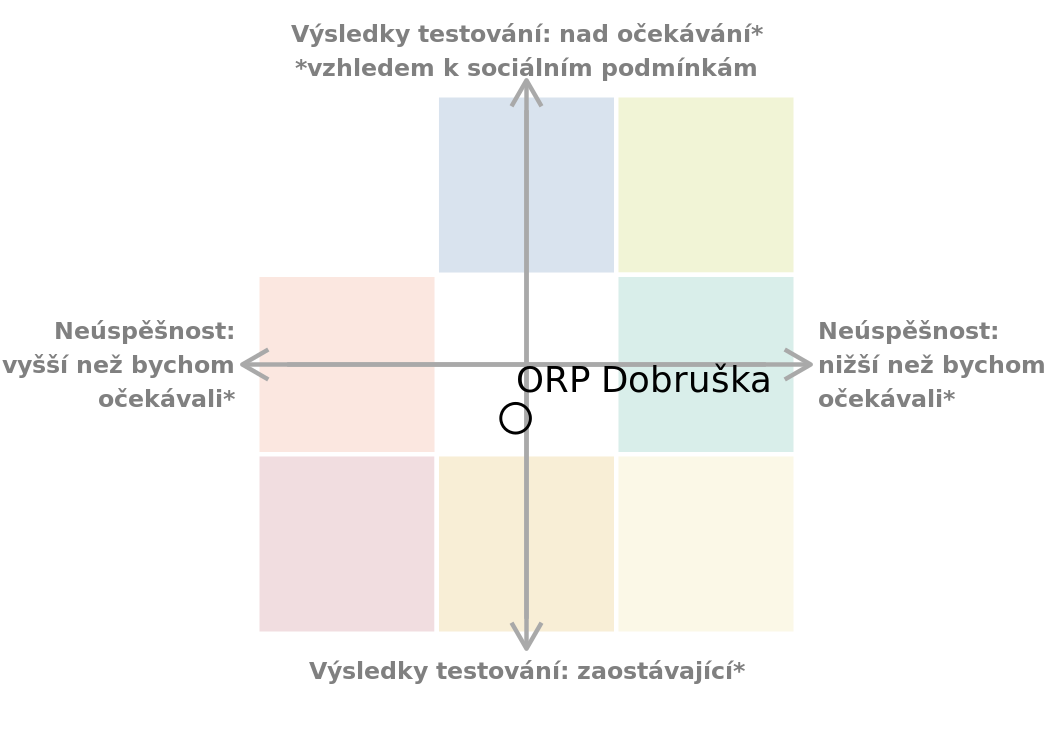 Výsledky testování: nad očekávání*
*vzhledem k sociálním podmínkám
Neúspěšnost:
vyšší než bychom
očekávali*
Neúspěšnost:
nižší než bychom
očekávali*
ORP Dobruška
Výsledky testování: zaostávající*